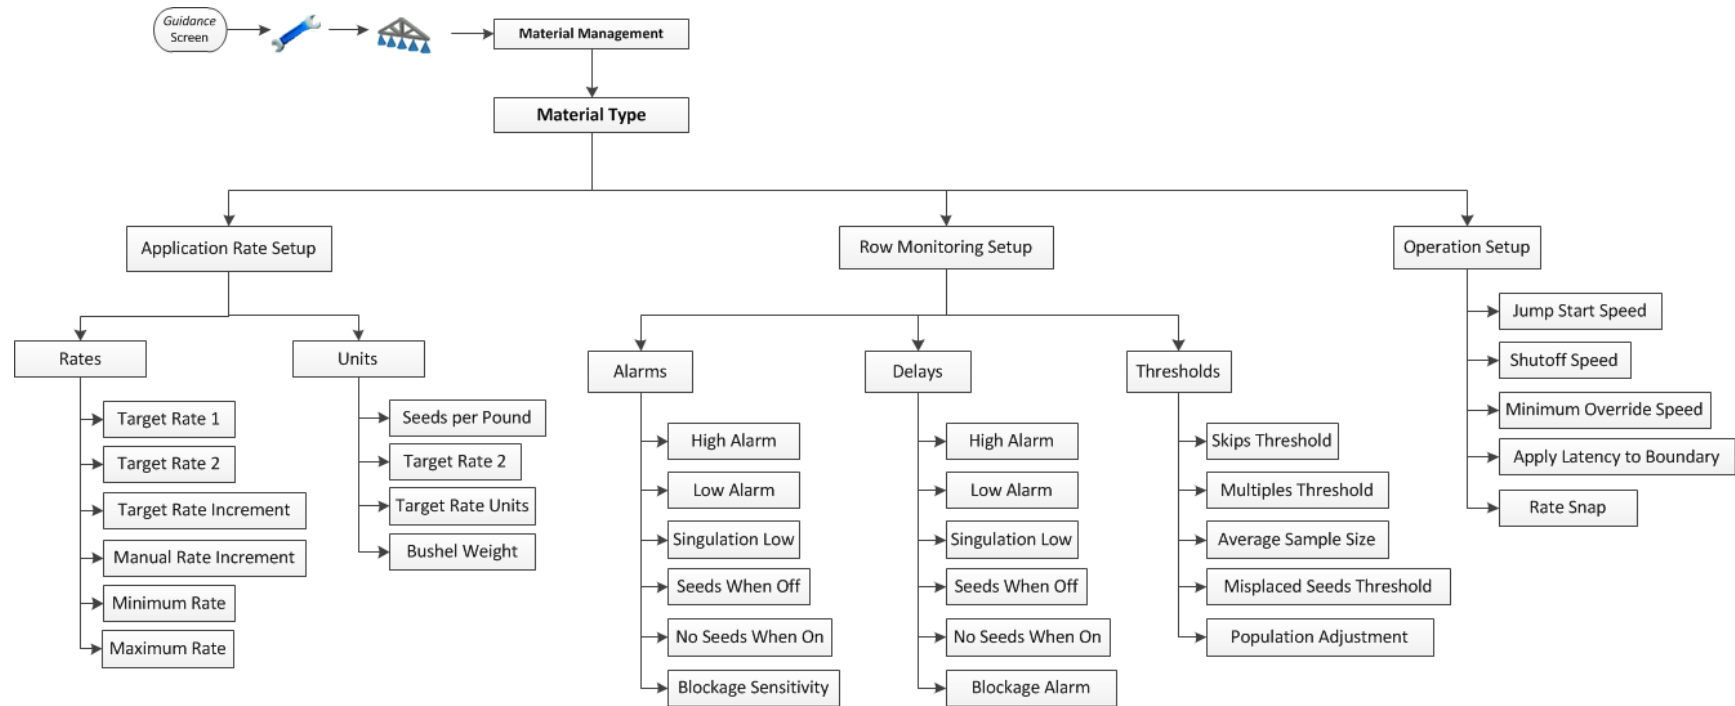 Guidance
Screen
Material Management
Material Type
Application Rate Setup
Row Monitoring Setup
Operation Setup
Rates
Units
Alarms
Delays
Thresholds
Target Rate 1
Target Rate 2
Target Rate Increment
Manual Rate Increment
Minimum Rate
Maximum Rate
Seeds per Pound
Target Rate 2
Target Rate Units
Bushel Weight
High Alarm
Low Alarm
Singulation Low
Seeds When Off
No Seeds When On
Blockage Sensitivity
High Alarm
Low Alarm
Singulation Low
Seeds When Off
No Seeds When On
Blockage Alarm
Skips Threshold
Multiples Threshold
Average Sample Size
Misplaced Seeds Threshold
Population Adjustment
Jump Start Speed
Shutoff Speed
Minimum Override Speed
Apply Latency to Boundary
Rate Snap